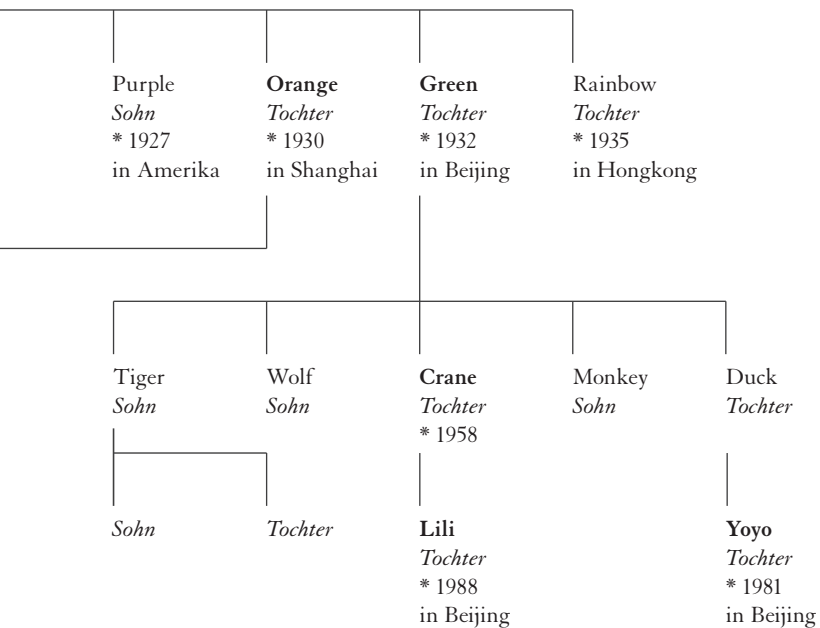 Purple
Sohn
* 1927
in Amerika
Orange
Tochter
* 1930
in Shanghai
Green
Tochter
* 1932
in Beijing
Rainbow
Tochter
* 1935
in Hongkong
Tiger
Sohn
Wolf
Sohn
Crane
Tochter
* 1958
Monkey
Sohn
Duck
Tochter
Sohn
Tochter
Lili
Tochter
* 1988
in Beijing
Yoyo
Tochter
* 1981
in Beijing